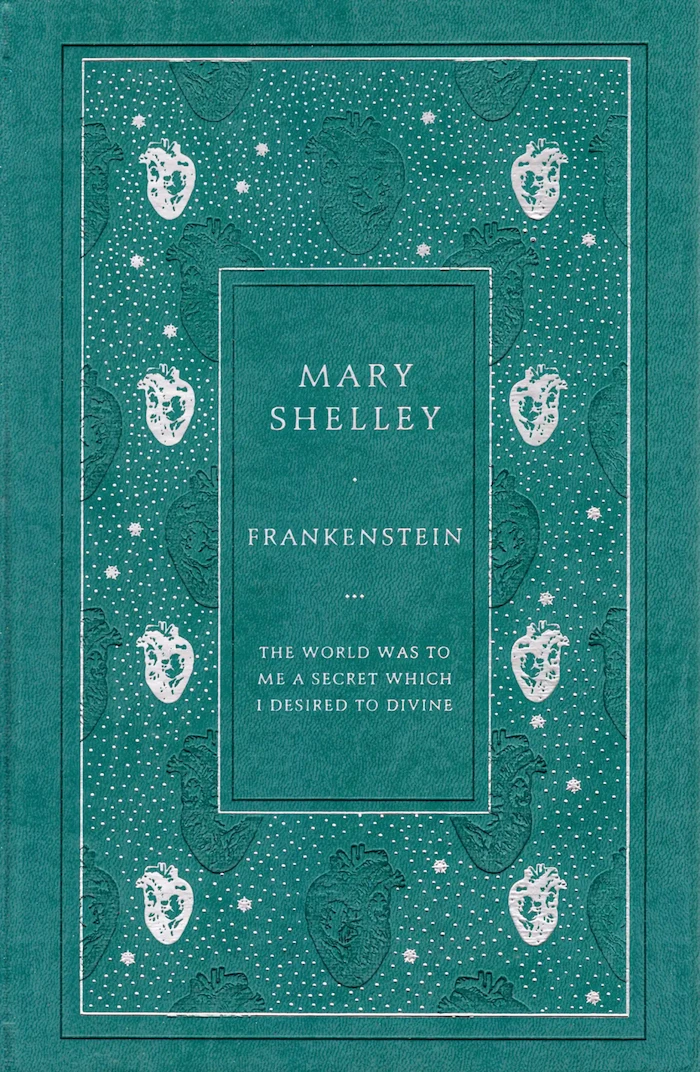 MARY
SHELLEY
FRANKENSTEIN
THE WORLD WAS TO
ME A SECRET WHICH
I DESIRED TO DIVINE